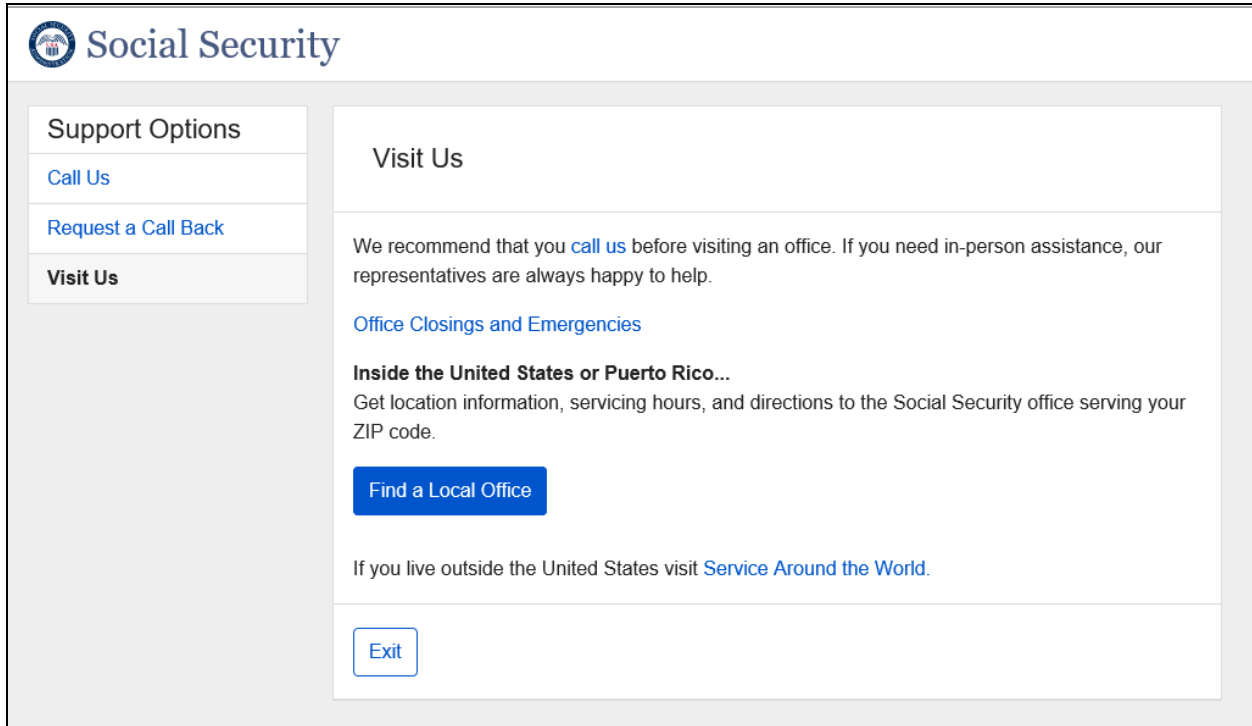 Social Security
Support Options
Call Us
Request a Call Back
Visit Us
Visit Us
We recommend that you call us before visiting an office. If you need in-person assistance, our
representatives are always happy to help.
Office Closings and Emergencies
Inside the United States or Puerto Rico...
Get location information, servicing hours, and directions to the Social Security office serving your
ZIP code.
Find a Local Office
If you live outside the United States visit Service Around the World.
Exit